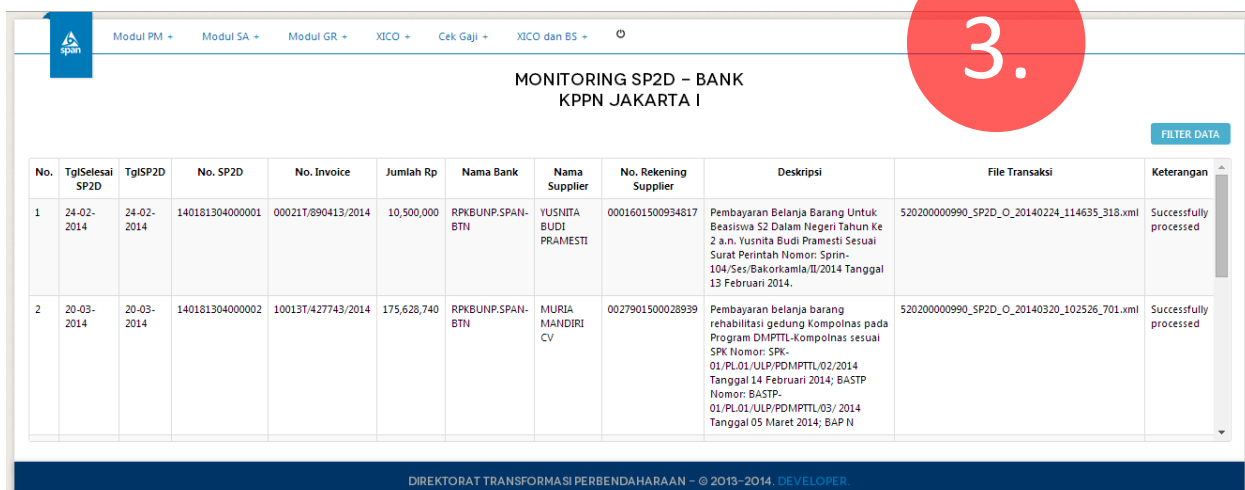 3.
span
Modul PM +
Modul SA +
Modul GR +
XICO +
Cek Gaji +
XICO dan BS +
MONITORING SP2D – BANK
KPPN JAKARTA I
FILTER DATA
No.
TglSelesai
SP2D
TglSP2D
No. SP2D
No. Invoice
Jumlah Rp
Nama Bank
Nama
Supplier
No. Rekening
Supplier
Deskripsi
File Transaksi
Keterangan
1
24-02-
2014
24-02-
2014
140181304000001
00021T/890413/2014
10,500,000
RPKBUNP.SPAN-
BTN
YUSNITA
BUDI
PRAMESTI
0001601500934817
Pembayaran Belanja Barang Untuk
Beasiswa S2 Dalam Negeri Tahun Ke
2 a.n. Yusnita Budi Pramesti Sesuai
Surat Perintah Nomor: Sprin-
104/Ses/Bakorkamla/II/2014 Tanggal
13 Februari 2014.
520200000990_SP2D_O_20140224_114635_318.xml
Successfully
processed
2
20-03-
2014
20-03-
2014
140181304000002
10013T/427743/2014
175,628,740
RPKBUNP.SPAN-
BTN
MURIA
MANDIRI
CV
0027901500028939
Pembayaran belanja barang
rehabilitasi gedung Kompolnas pada
Program DMPTTL-Kompolnas sesuai
SPK Nomor: SPK-
01/PL.01/ULP/PDMPTTL/02/2014
Tanggal 14 Februari 2014; BASTP
Nomor: BASTP-
01/PL.01/ULP/PDMPTTL/03/ 2014
Tanggal 05 Maret 2014; BAP N
520200000990_SP2D_O_20140320_102526_701.xml
Successfully
processed
DIREKTORAT TRANSFORMASI PERBENDAHARAAN – © 2013-2014. DEVELOPER.